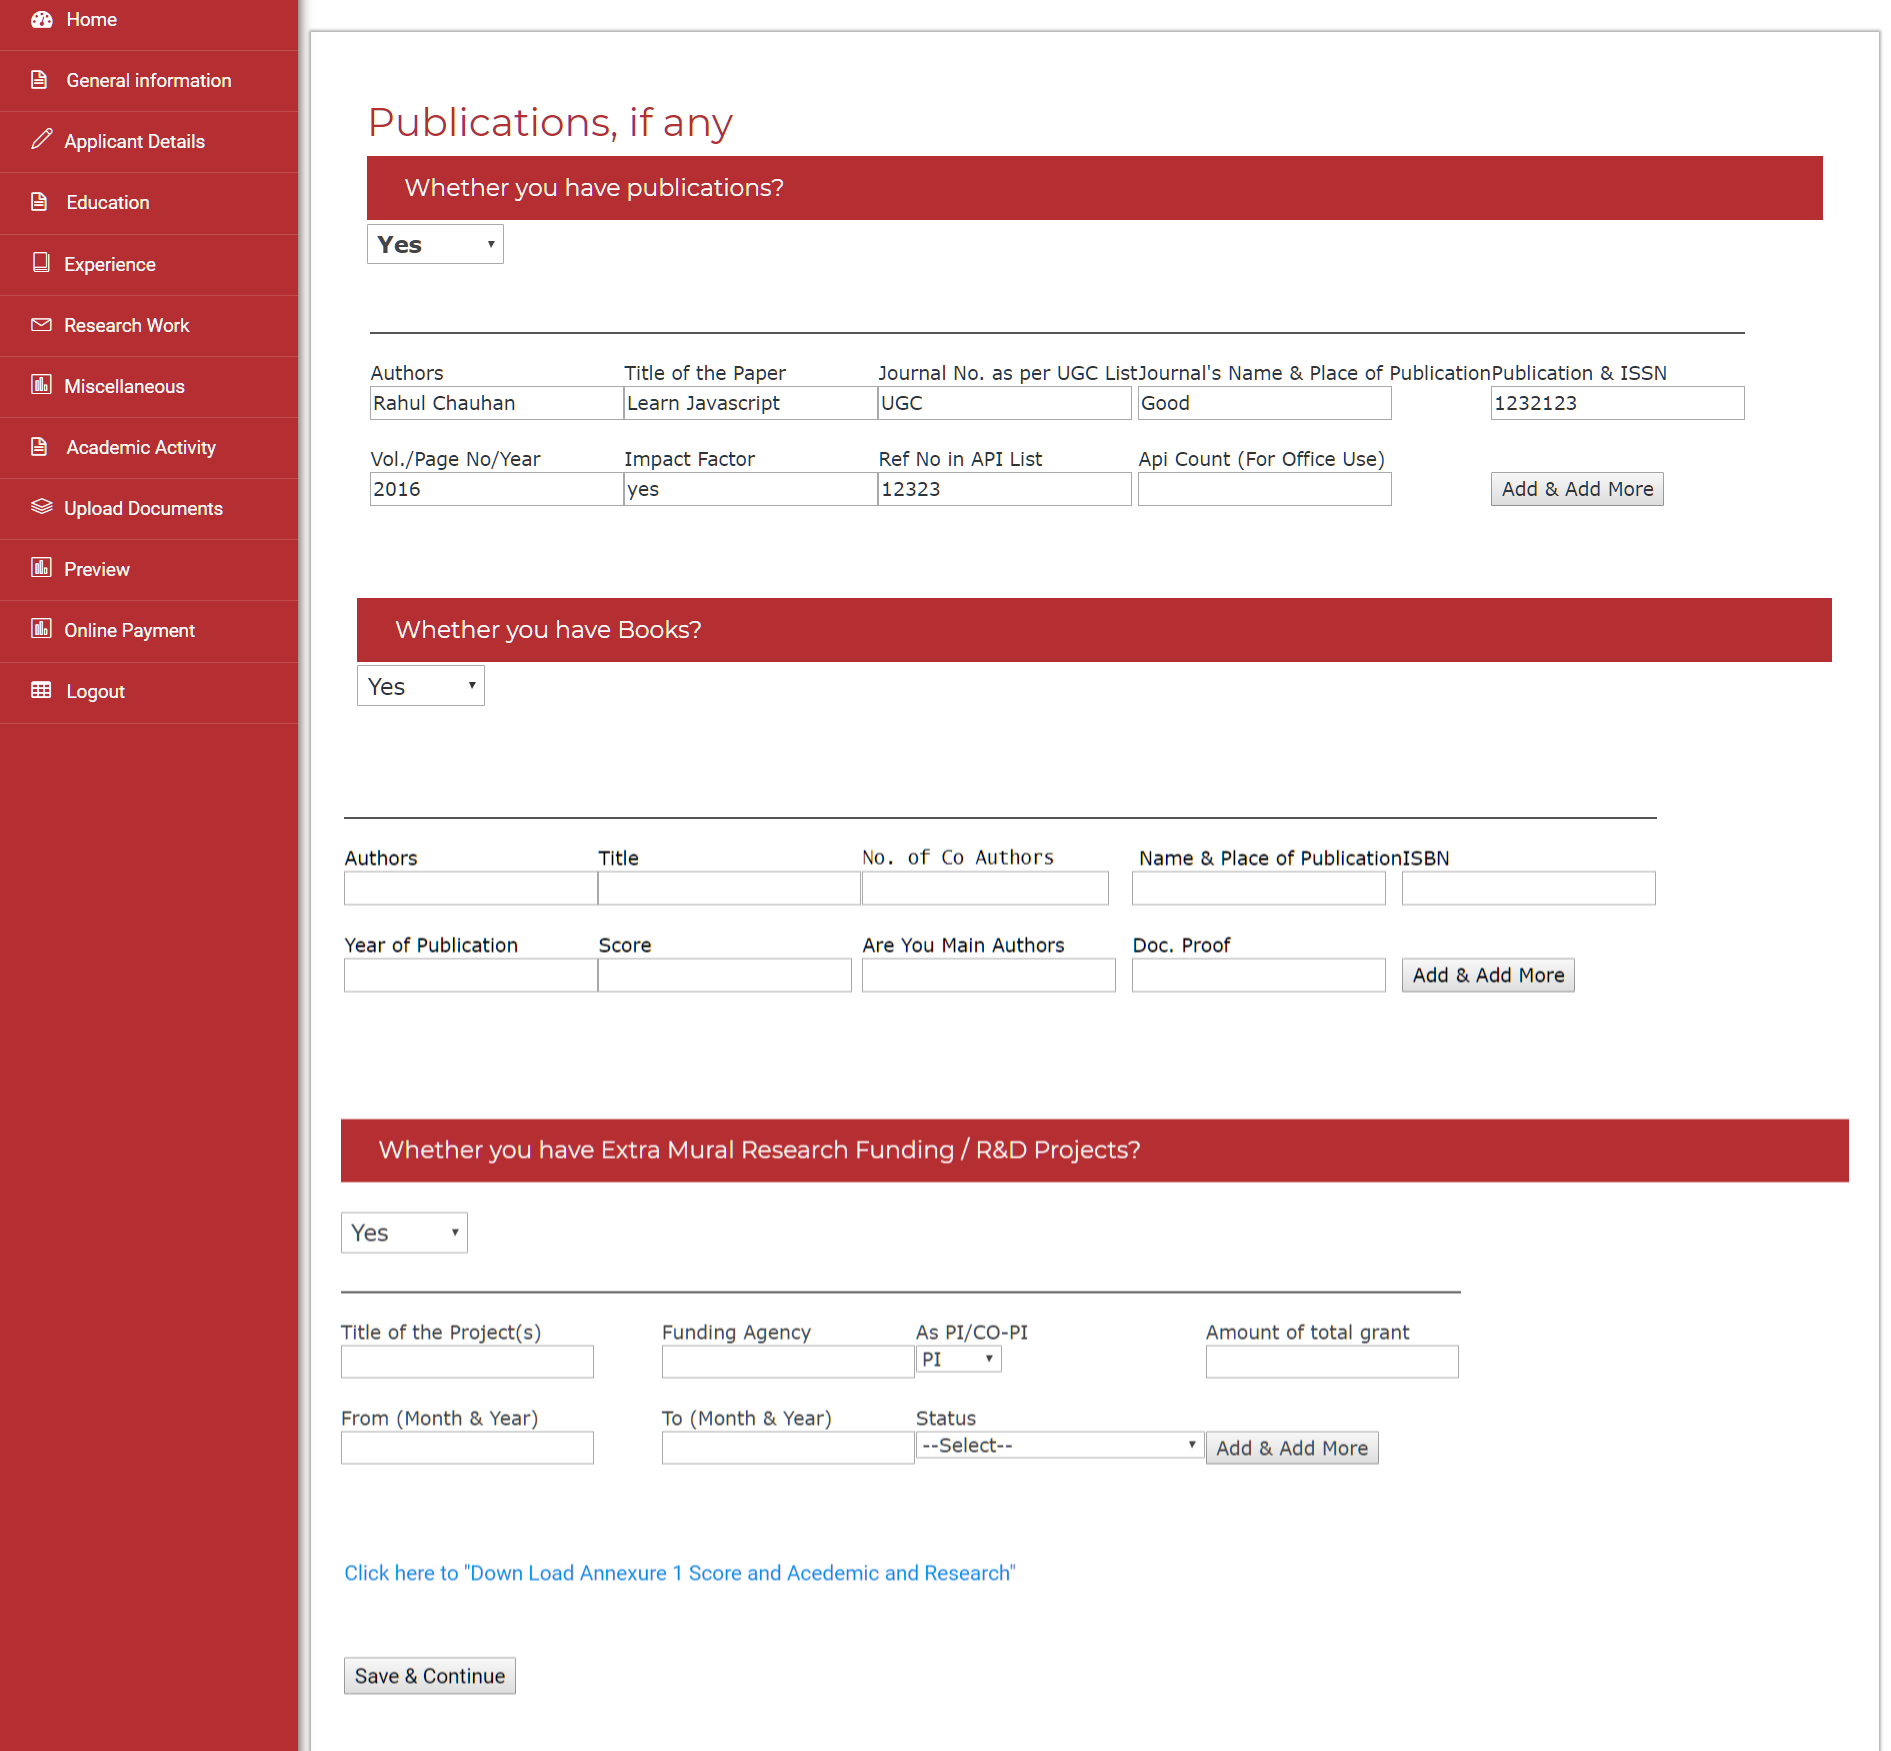 Home
General information
Applicant Details
Education
Experience
Research Work
Miscellaneous
Academic Activity
Upload Documents
Preview
Online Payment
Logout
Publications, if any
Whether you have publications?
Yes
Authors Title of the Paper Journal No. as per UGC List Journal's Name & Place of Publication Publication & ISSN
Rahul Chauhan Learn Javascript UGC Good 1232123
Vol./Page No/Year Impact Factor Ref No in API List Api Count (For Office Use)
2016 yes 12323 Add & Add More
Whether you have Books?
Yes
Authors Title No. of Co Authors Name & Place of Publication ISBN
Year of Publication Score Are You Main Authors Doc. Proof
Add & Add More
Whether you have Extra Mural Research Funding / R&D Projects?
Yes
Title of the Project(s) Funding Agency As PI/CO-PI Amount of total grant
PI
From (Month & Year) To (Month & Year) Status
--Select-- Add & Add More
Click here to "Down Load Annexure 1 Score and Acedemic and Research"
Save & Continue